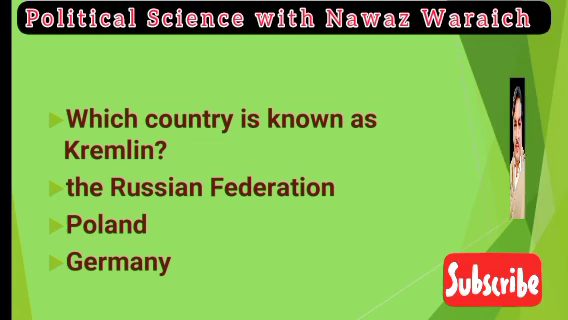 Political Science with Nawaz Waraich
Which country is known as
Kremlin?
the Russian Federation
Poland
Germany
Subscribe